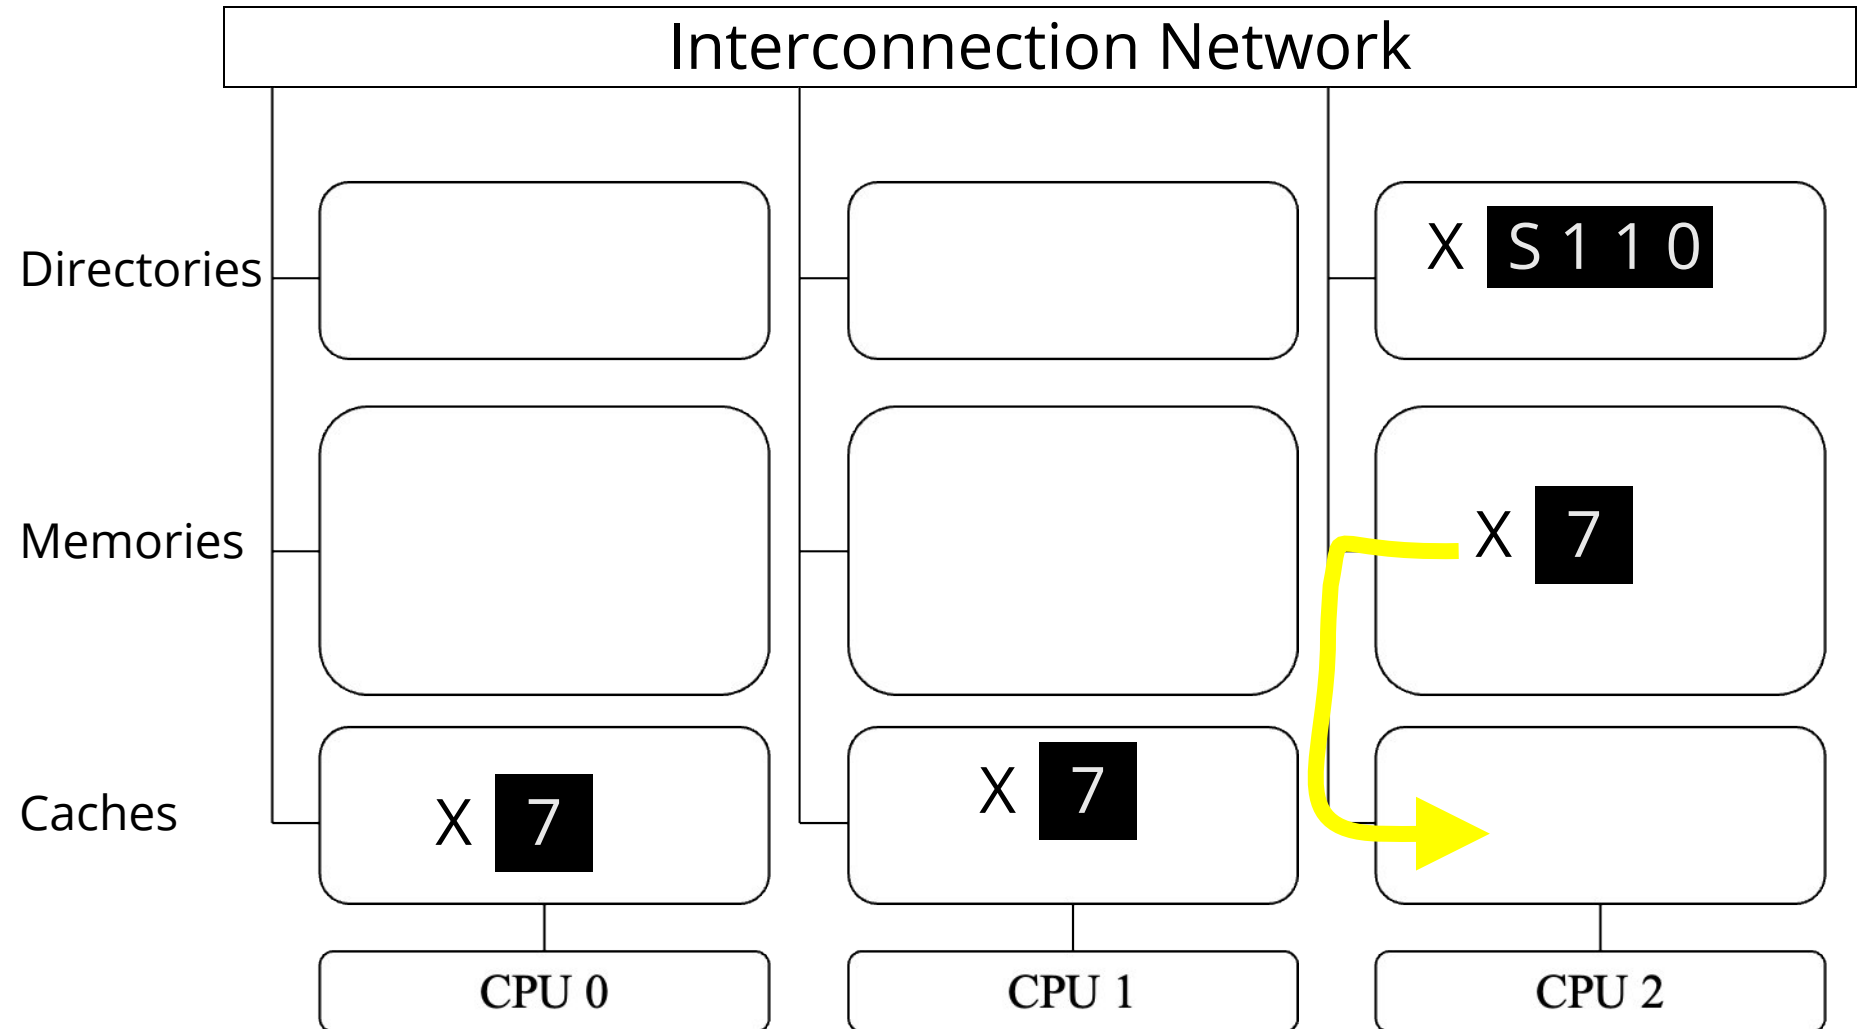 Interconnection Network
Directories
X S 1 1 0
Memories
X 7
Caches
X 7
X 7
CPU 0
CPU 1
CPU 2